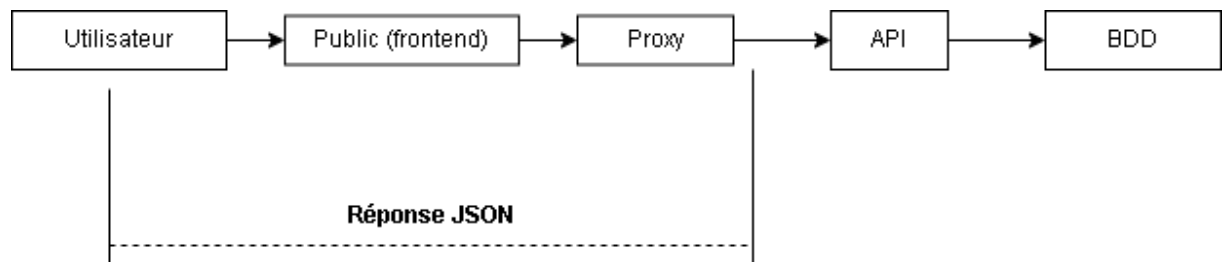 Utilisateur
Public (frontend)
Proxy
API
BDD
Réponse JSON